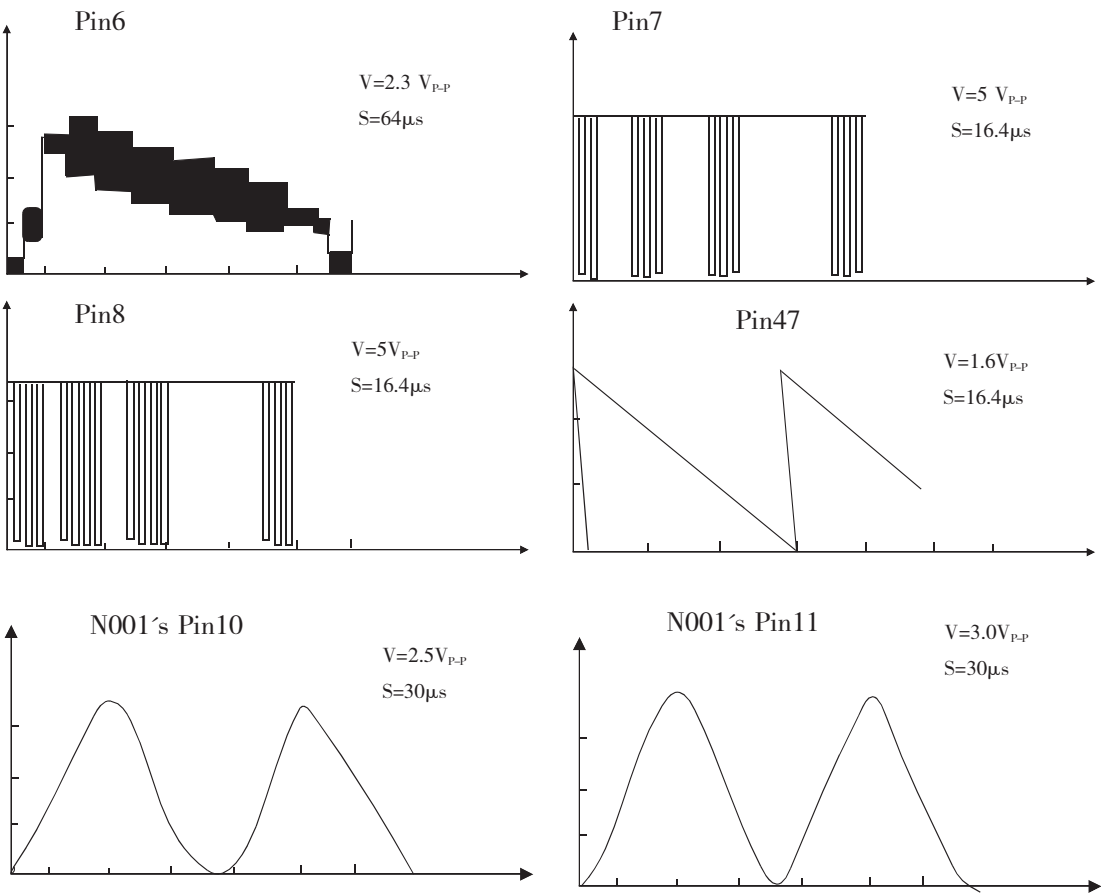 Pin6
V=2.3 VP-P
S=64μs
Pin7
V=5 VP-P
S=16.4μs
Pin8
V=5VP-P
S=16.4μs
Pin47
V=1.6VP-P
S=16.4μs
N001´s Pin10
V=2.5VP-P
S=30μs
N001´s Pin11
V=3.0VP-P
S=30μs